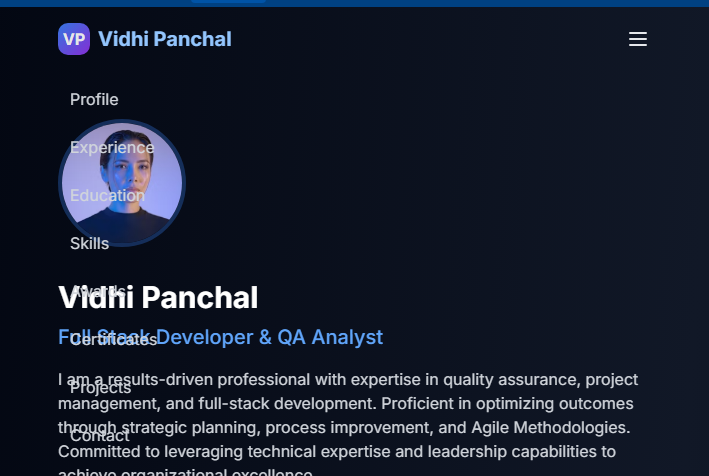 VP Vidhi Panchal
Profile
Experience
Education
Skills
Awards
Vidhi Panchal
Full Stack Developer & QA Analyst
Certificates
I am a results-driven professional with expertise in quality assurance, project
Projects
management, and full-stack development. Proficient in optimizing outcomes
through strategic planning, process improvement, and Agile Methodologies.
Contact
Committed to leveraging technical expertise and leadership capabilities to
achieve organizational excellence.